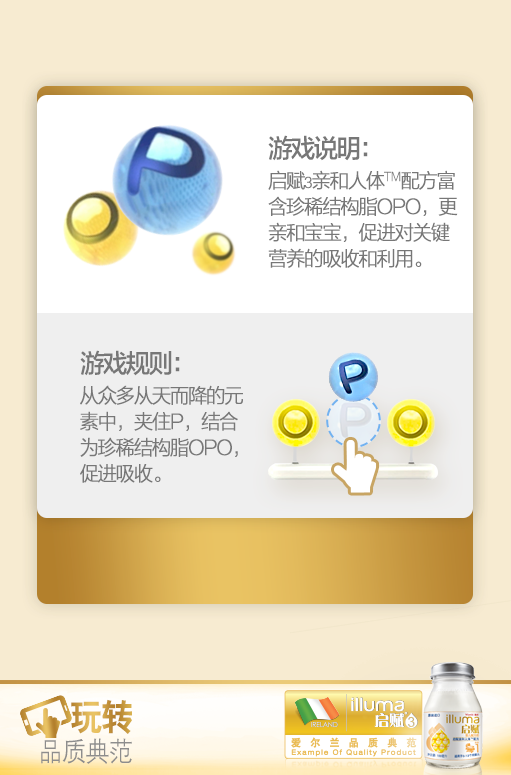 P
O
O
游戏说明：
启赋3亲和人体TM配方富
含珍稀结构脂OPO，更
亲和宝宝，促进对关键
营养的吸收和利用。
游戏规则：
从众多从天而降的元
素中，夹住P，结合
为珍稀结构脂OPO，
促进吸收。
P
O P O
玩转
品质典范
IRELAND
illuma
启赋3
爱尔兰品质典范
Example Of Quality Product
illuma
启赋